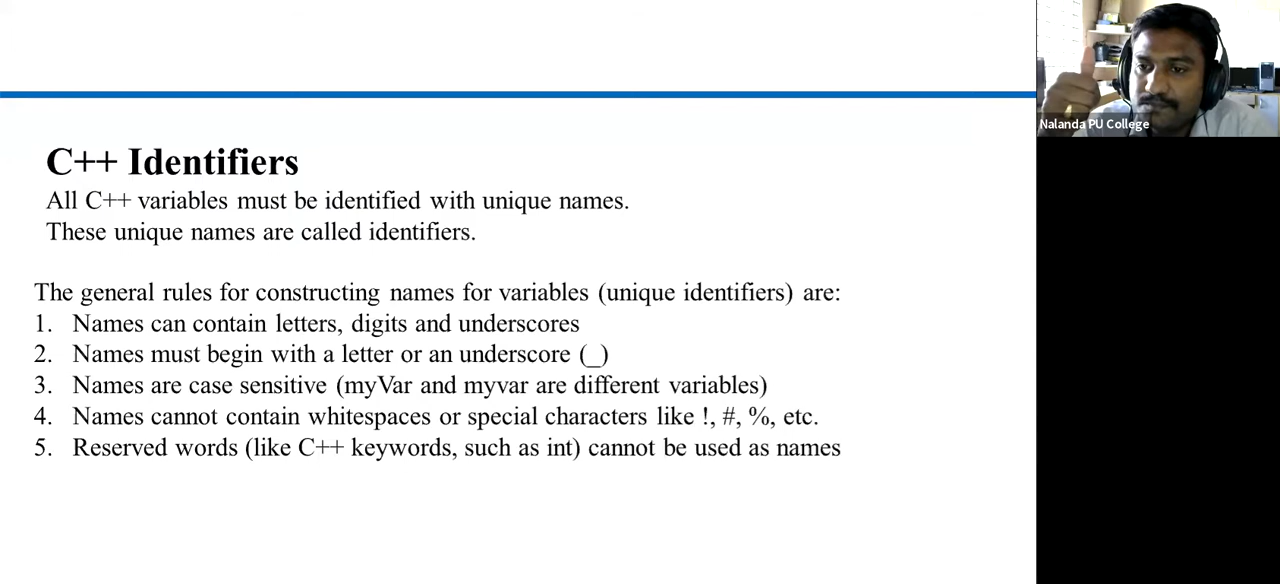 Nalanda PU College
C++ Identifiers
All C++ variables must be identified with unique names.
These unique names are called identifiers.
The general rules for constructing names for variables (unique identifiers) are:
1. Names can contain letters, digits and underscores
2. Names must begin with a letter or an underscore (_)
3. Names are case sensitive (myVar and myvar are different variables)
4. Names cannot contain whitespaces or special characters like !, #, %, etc.
5. Reserved words (like C++ keywords, such as int) cannot be used as names